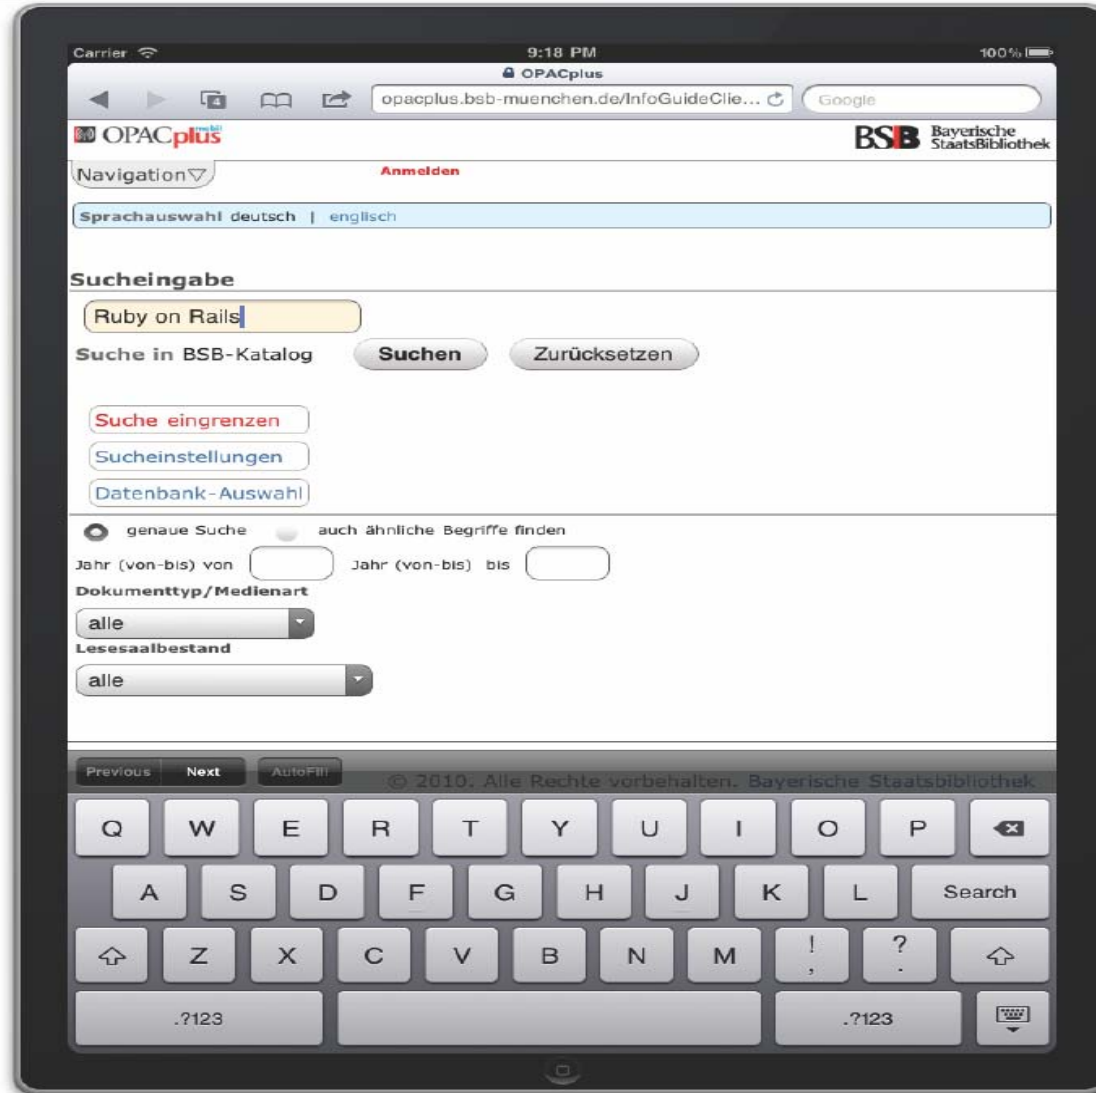 Carrier 9:18 PM 100%
OPACplus
4 opacplus.bsb-muenchen.de/InfoGuideClie... Google
OPACplus mobil BSB Bayerische
StaatsBibliothek
Navigation▽ Anmelden
Sprachauswahl deutsch | englisch
Sucheingabe
Ruby on Rails
Suche in BSB-Katalog Suchen Zurücksetzen
Suche eingrenzen
Sucheinstellungen
Datenbank-Auswahl
genaue Suche auch ähnliche Begriffe finden
Jahr (von-bis) von Jahr (von-bis) bis
Dokumenttyp/Medienart
alle
Lesesaalbestand
alle
Previous Next AutoFill © 2010. Alle Rechte vorbehalten. Bayerische Staatsbibliothek
Q W E R T Y U I O P
A S D F G H J K L Search
Z X C V B N M ! , ? .
.?123 .?123